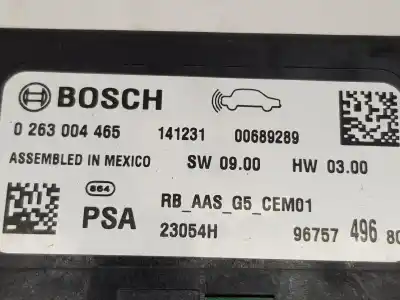 BOSCH
0 263 004 465 141231 00689289
ASSEMBLED IN MEXICO SW 09.00 HW 03.00
664
PSA RB_AAS_G5_CEM01
23054H 96757 496 80